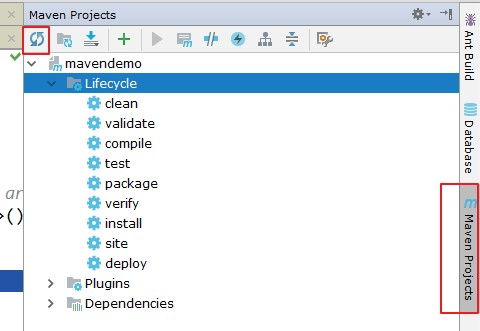 Maven Projects
mavendemo
Lifecycle
clean
validate
compile
test
package
verify
install
site
deploy
Plugins
Dependencies
ar
>()
Ant Build
Database
Maven Projects